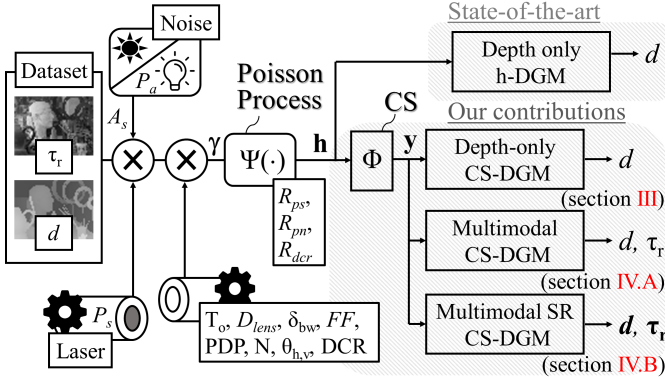 State-of-the-art
Noise
P_a
Dataset
τ_r
d
A_s
Poisson
Process
γ
Ψ(·)
R_ps,
R_pn,
R_dcr
h
CS
Φ
y
Depth only
h-DGM
d
Our contributions
Depth-only
CS-DGM
d
(section III)
Multimodal
CS-DGM
d, τ_r
(section IV.A)
Multimodal SR
CS-DGM
d, τ_r
(section IV.B)
P_s
Laser
T_o, D_lens, δ_bw, FF,
PDP, N, θ_h,v, DCR